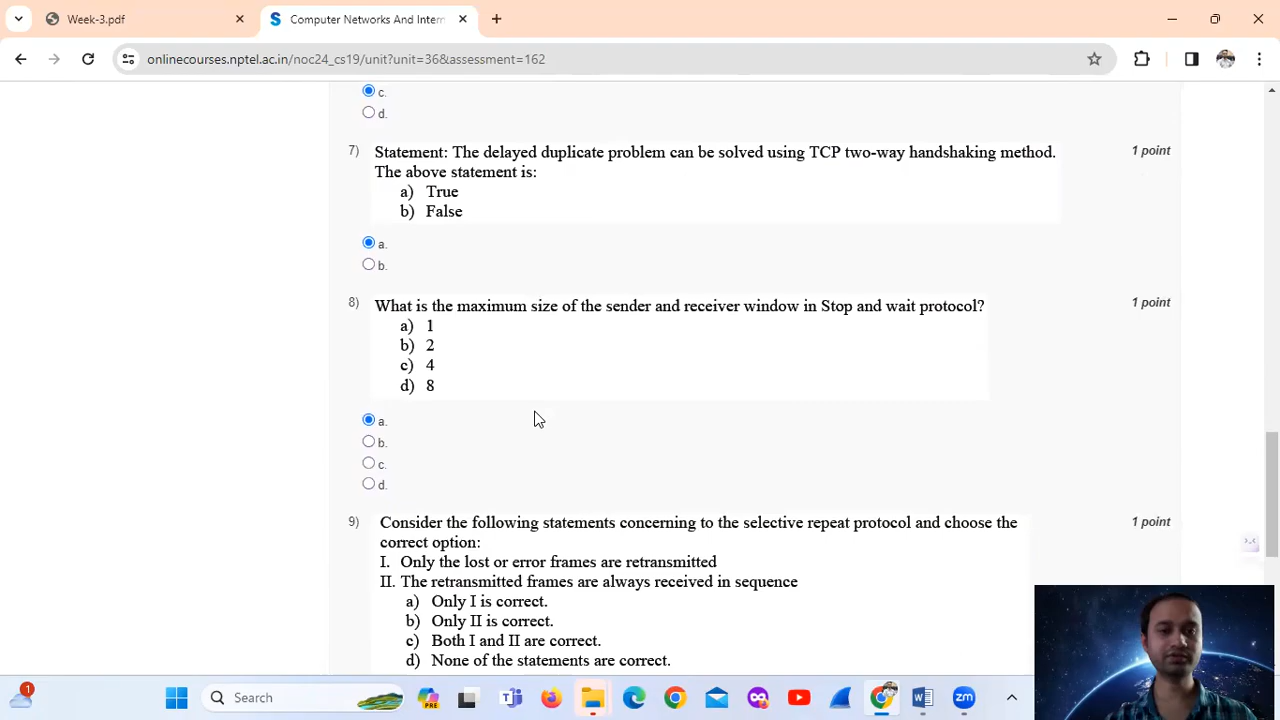 Week-3.pdf
Computer Networks And Intern
onlinecourses.nptel.ac.in/noc24_cs19/unit?unit=36&assessment=162
c.
d.
7) Statement: The delayed duplicate problem can be solved using TCP two-way handshaking method. 1 point
The above statement is:
a) True
b) False
a.
b.
8) What is the maximum size of the sender and receiver window in Stop and wait protocol? 1 point
a) 1
b) 2
c) 4
d) 8
a.
b.
c.
d.
9) Consider the following statements concerning to the selective repeat protocol and choose the 1 point
correct option:
I. Only the lost or error frames are retransmitted
II. The retransmitted frames are always received in sequence
a) Only I is correct.
b) Only II is correct.
c) Both I and II are correct.
d) None of the statements are correct.
1
Search
PRE
zm